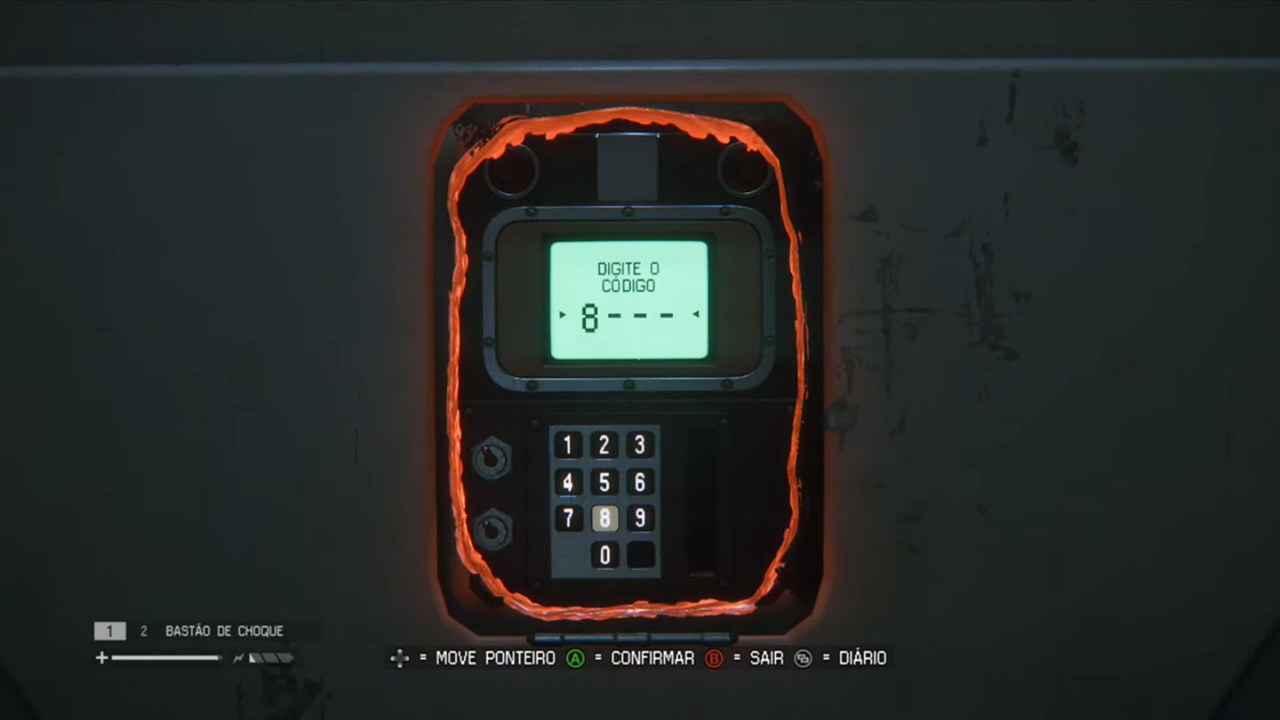 DIGITE O
CÓDIGO
8---
1 2 3
4 5 6
7 8 9
0
1 2 BASTÃO DE CHOQUE
= MOVE PONTEIRO A = CONFIRMAR B = SAIR = DIÁRIO